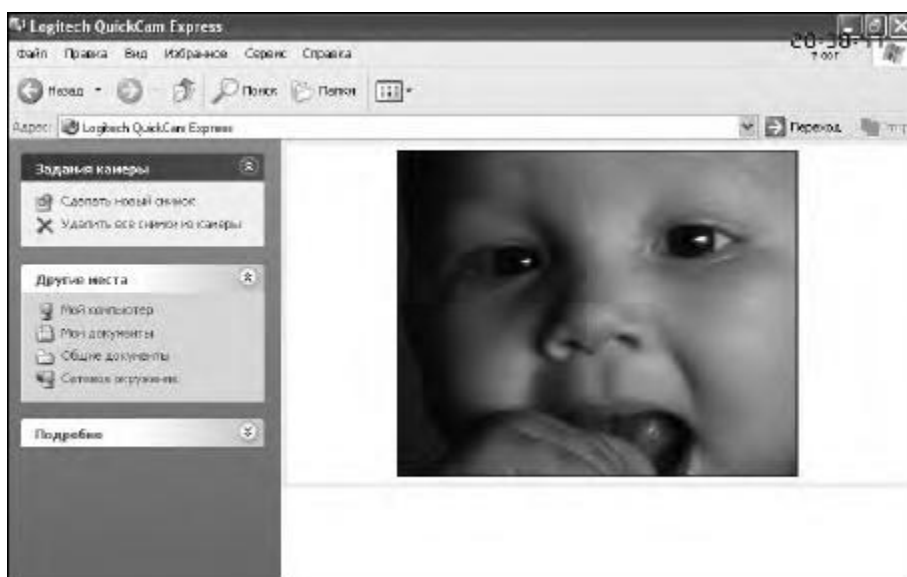 Logitech QuickCam Express
Файл Правка Вид Избранное Сервис Справка
20:38
Назад Поиск Папки
Адрес: Logitech QuickCam Express Переход
Задания камеры
Сделать новый снимок
Удалить все снимки из камеры
Другие места
Мой компьютер
Мои документы
Общие документы
Сетевое окружение
Подробно